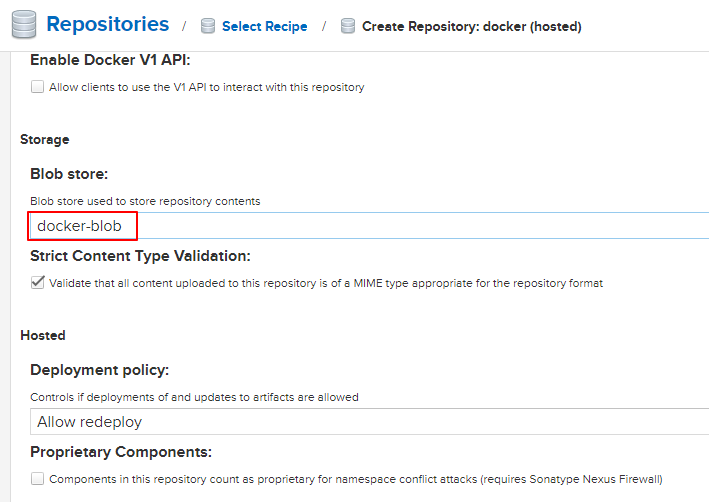 Repositories / Select Recipe / Create Repository: docker (hosted)
Enable Docker V1 API:
Allow clients to use the V1 API to interact with this repository
Storage
Blob store:
Blob store used to store repository contents
docker-blob
Strict Content Type Validation:
Validate that all content uploaded to this repository is of a MIME type appropriate for the repository format
Hosted
Deployment policy:
Controls if deployments of and updates to artifacts are allowed
Allow redeploy
Proprietary Components:
Components in this repository count as proprietary for namespace conflict attacks (requires Sonatype Nexus Firewall)